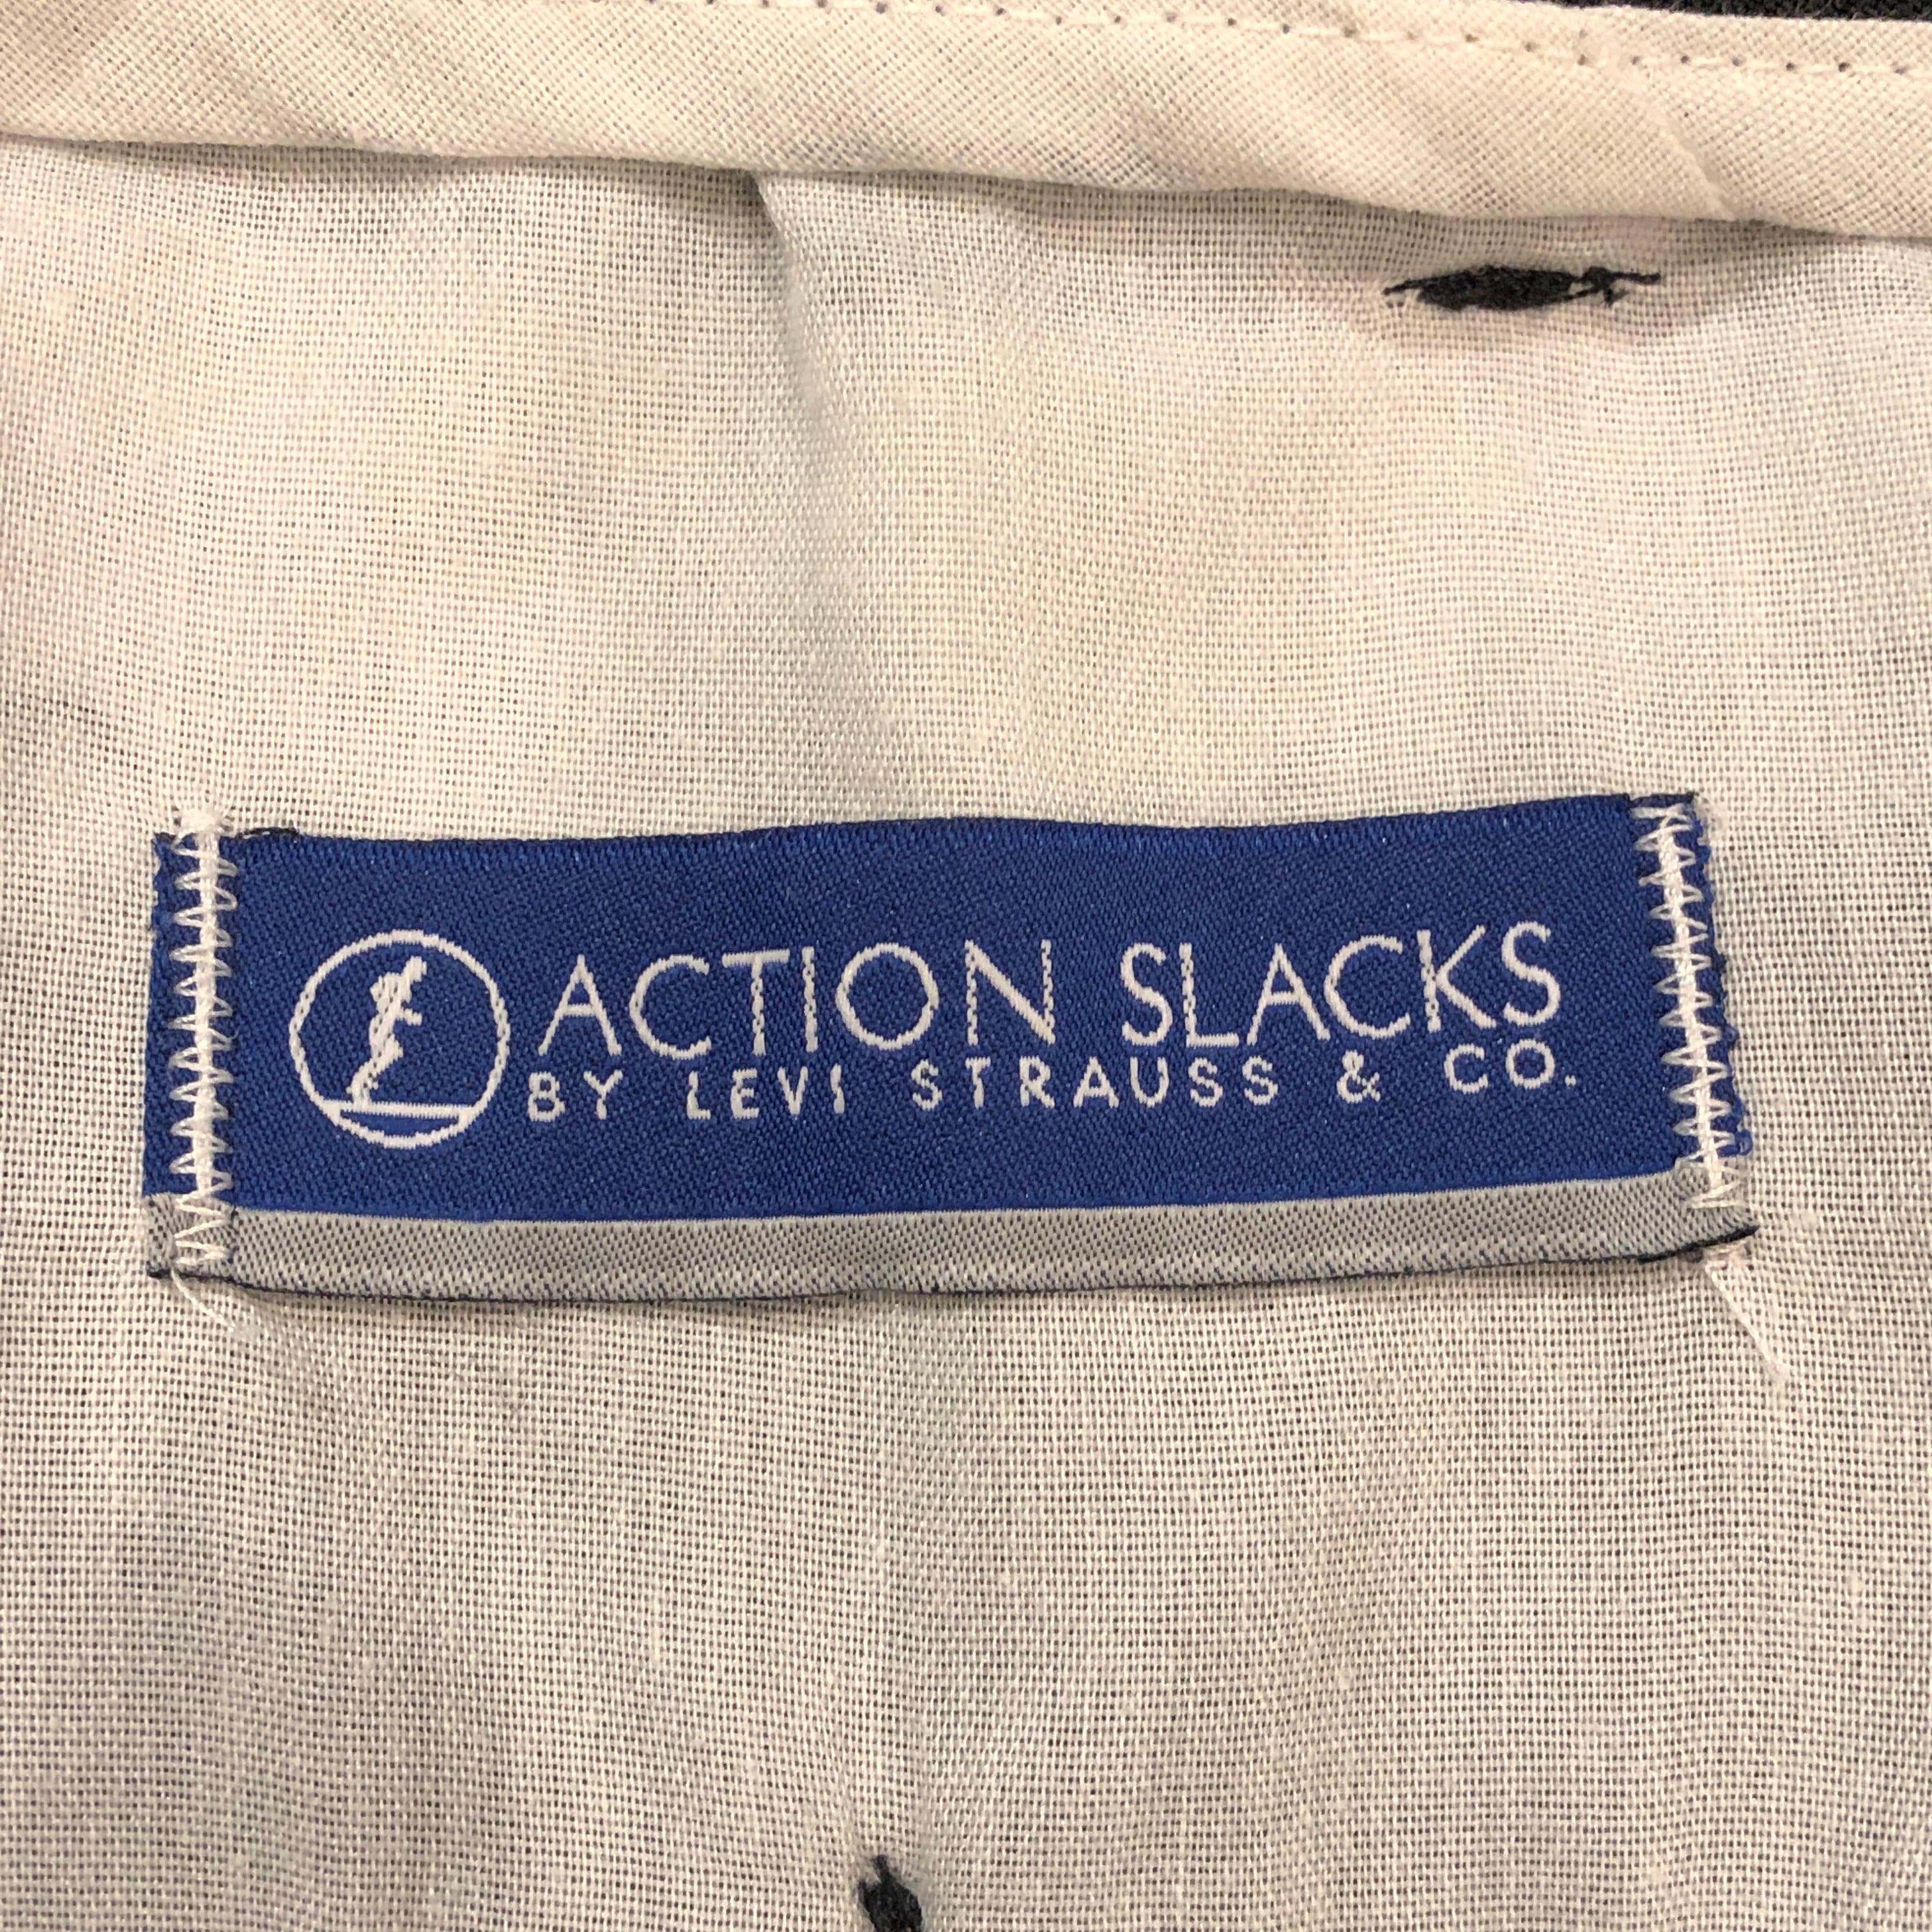 ACTION SLACKS
BY LEVI STRAUSS & CO.